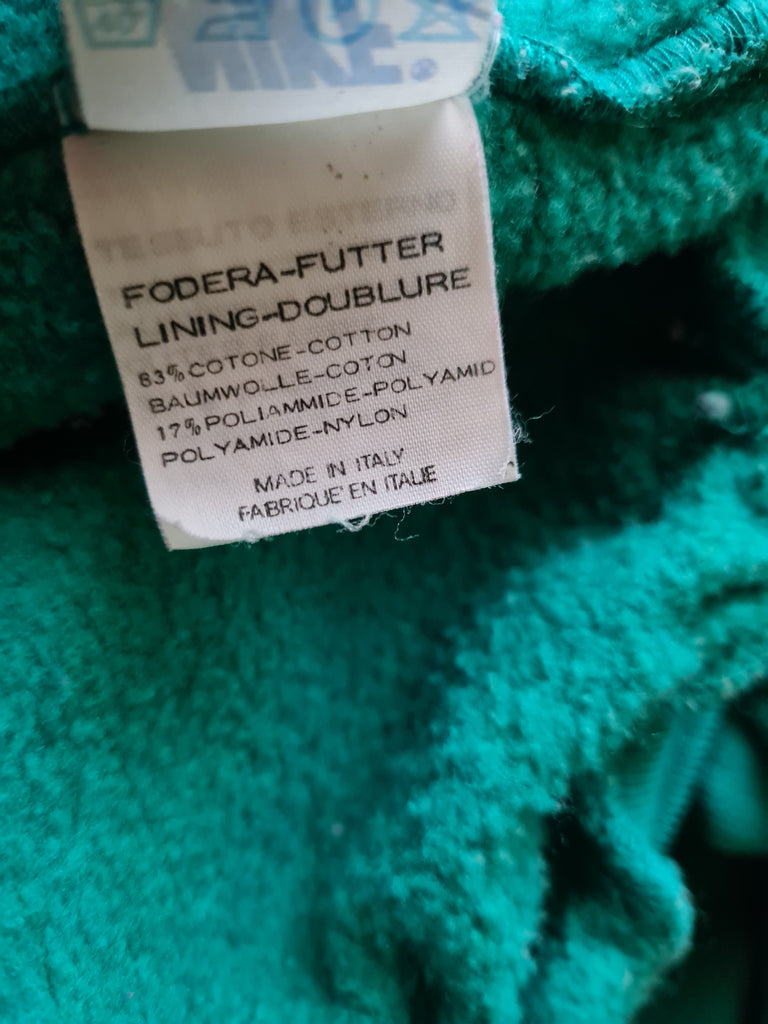 NIKE
FODERA-FUTTER
LINING-DOUBLURE
83% COTONE-COTTON
BAUMWOLLE-COTON
17% POLIAMMIDE-POLYAMID
POLYAMIDE-NYLON
MADE IN ITALY
FABRIQUE' EN ITALIE